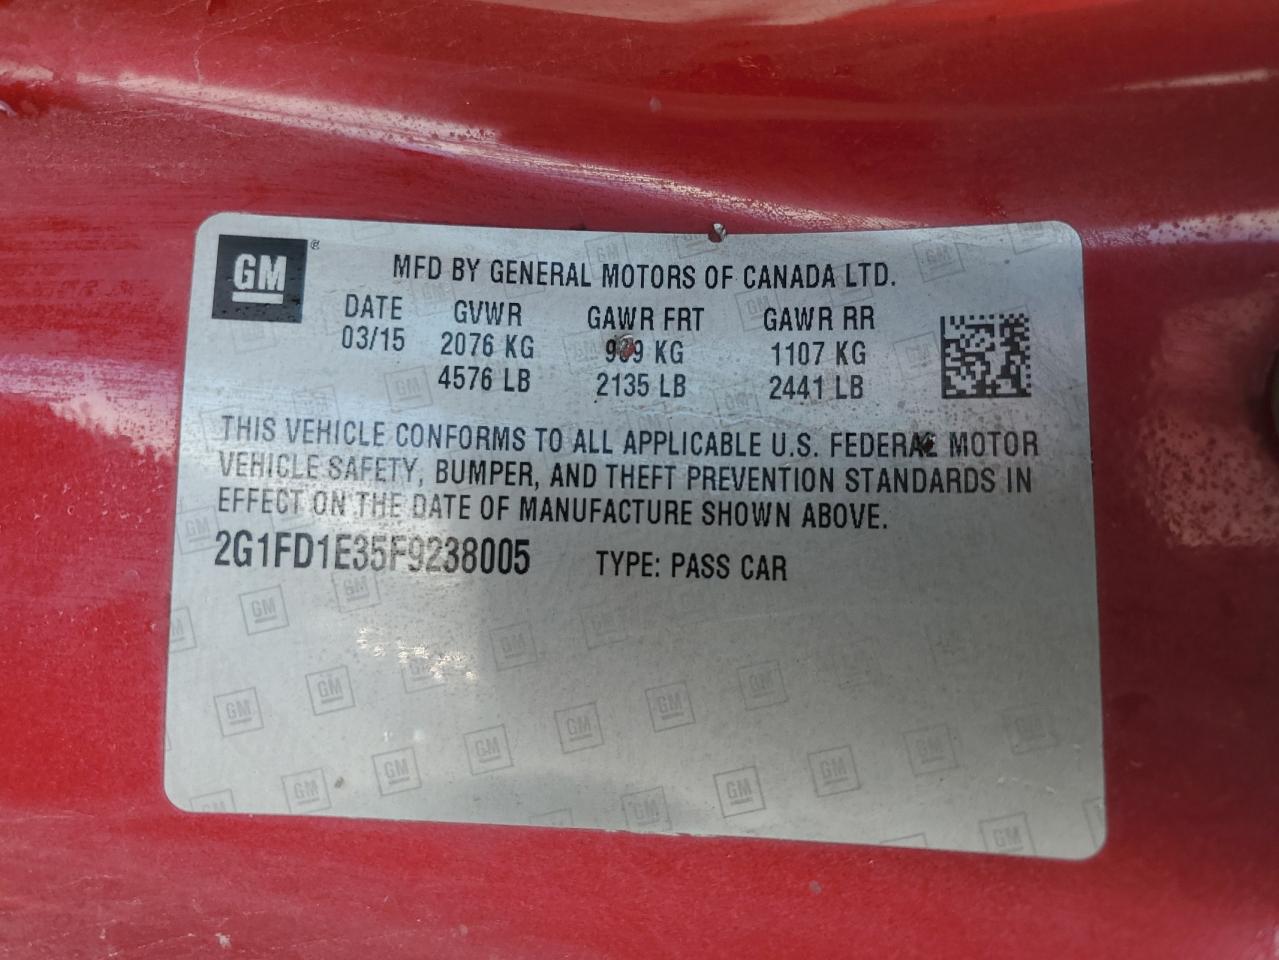 GM ®
MFD BY GENERAL MOTORS OF CANADA LTD.
DATE GVWR GAWR FRT GAWR RR
03/15 2076 KG KG 1107 KG
4576 LB 2135 LB 2441 LB
THIS VEHICLE CONFORMS TO ALL APPLICABLE U.S. FEDERAL MOTOR
VEHICLE SAFETY, BUMPER, AND THEFT PREVENTION STANDARDS IN
EFFECT ON THE DATE OF MANUFACTURE SHOWN ABOVE.
2G1FD1E35F9238005 TYPE: PASS CAR